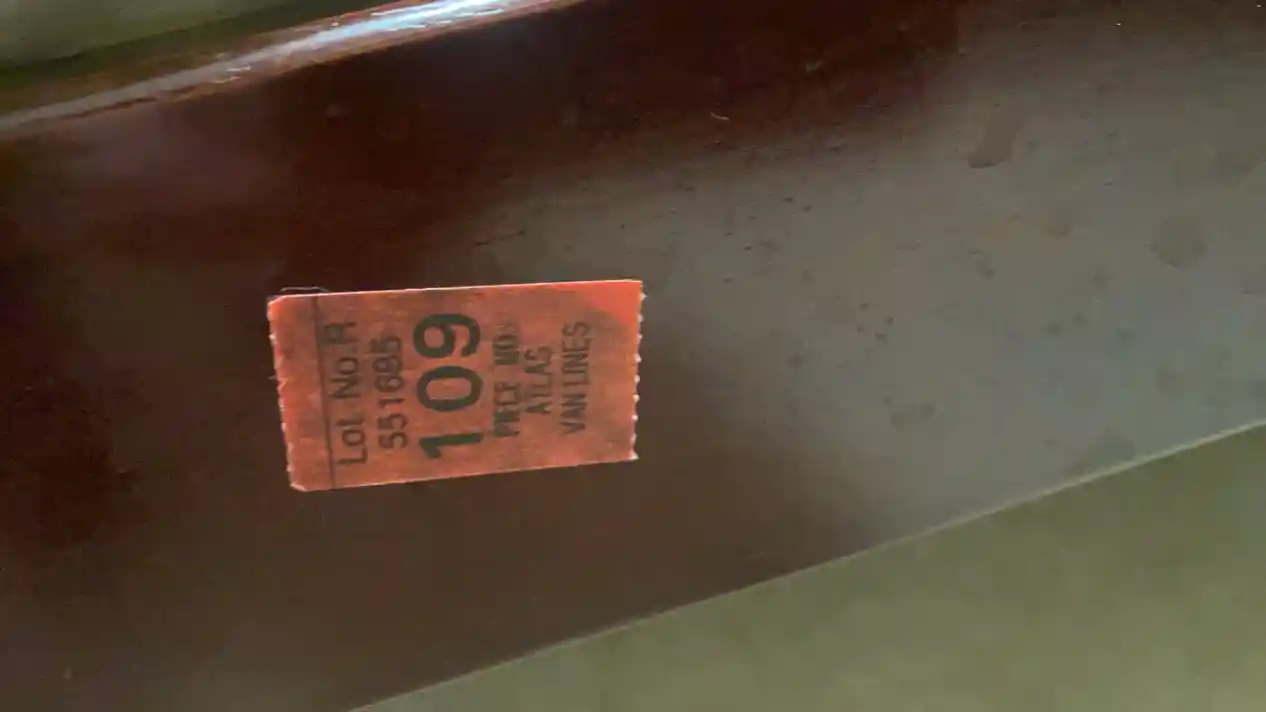 Lot No.R
551685
109
PIECE NO.
ATLAS
VAN LINES